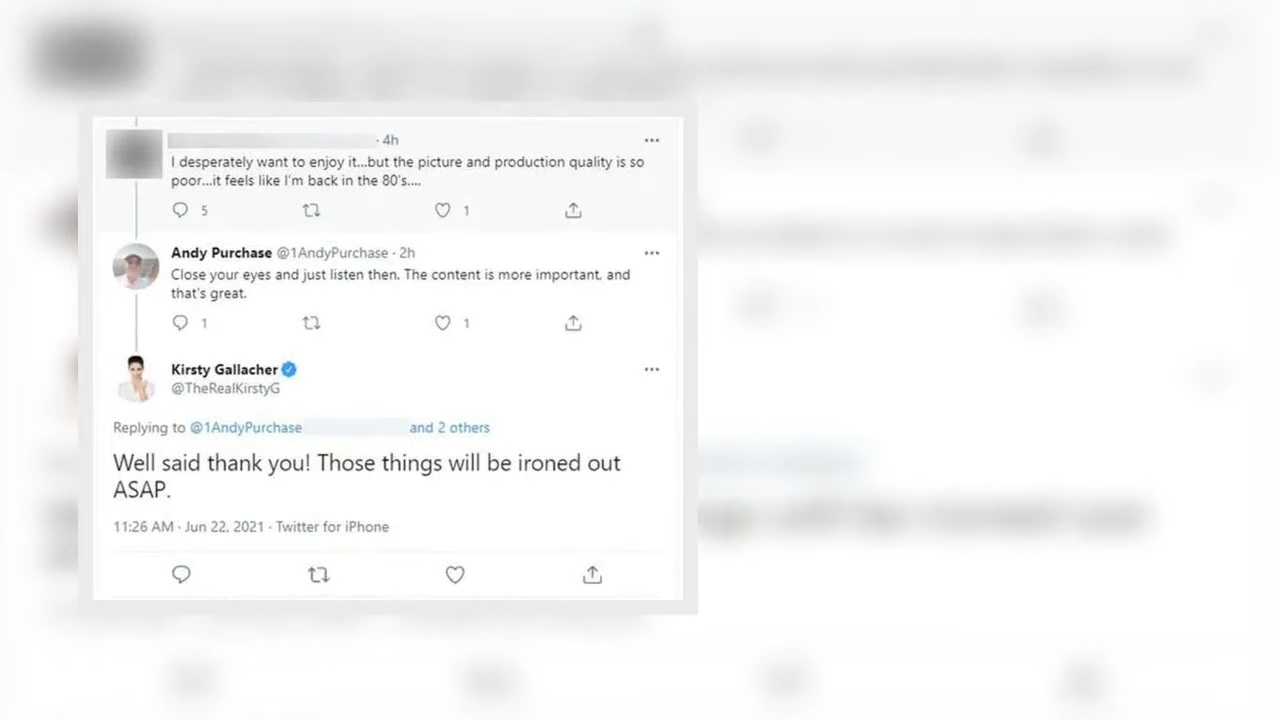 · 4h
I desperately want to enjoy it...but the picture and production quality is so
poor...it feels like I'm back in the 80's....
5
1
Andy Purchase @1AndyPurchase · 2h
Close your eyes and just listen then. The content is more important, and
that's great.
1
1
Kirsty Gallacher
@TheRealKirstyG
Replying to @1AndyPurchase and 2 others
Well said thank you! Those things will be ironed out
ASAP.
11:26 AM · Jun 22, 2021 · Twitter for iPhone